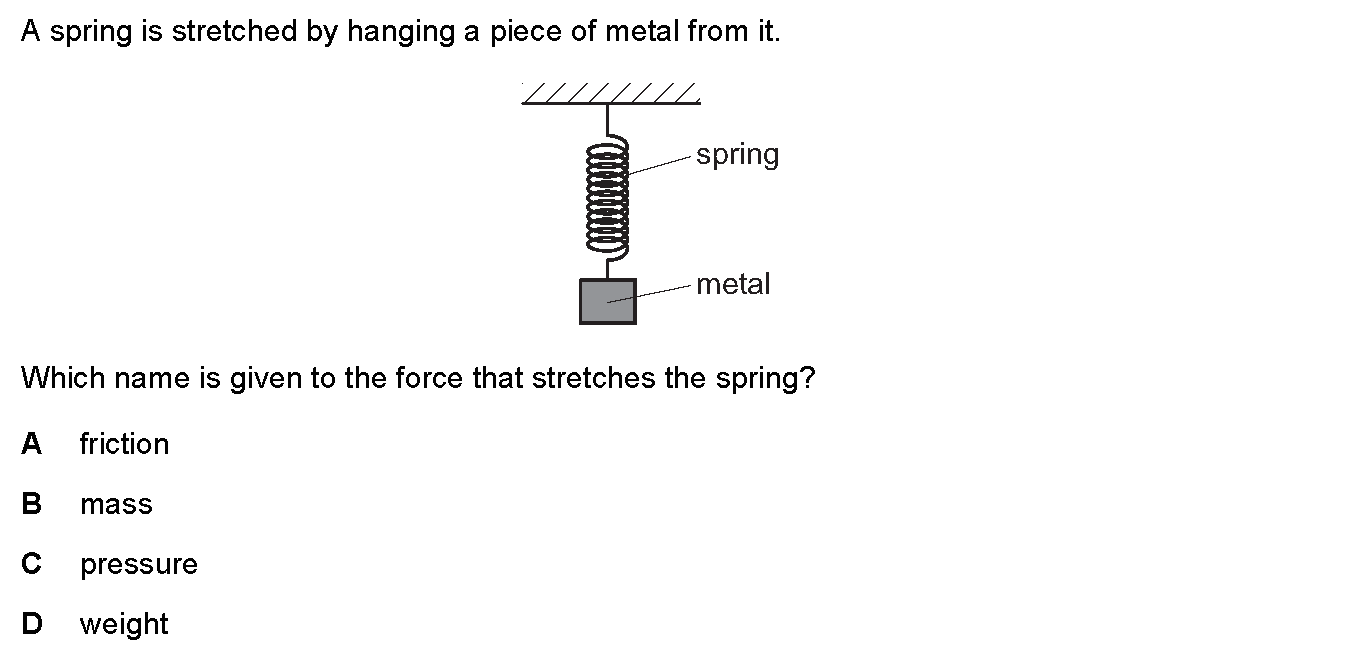 A spring is stretched by hanging a piece of metal from it.
spring
metal
Which name is given to the force that stretches the spring?
A friction
B mass
C pressure
D weight